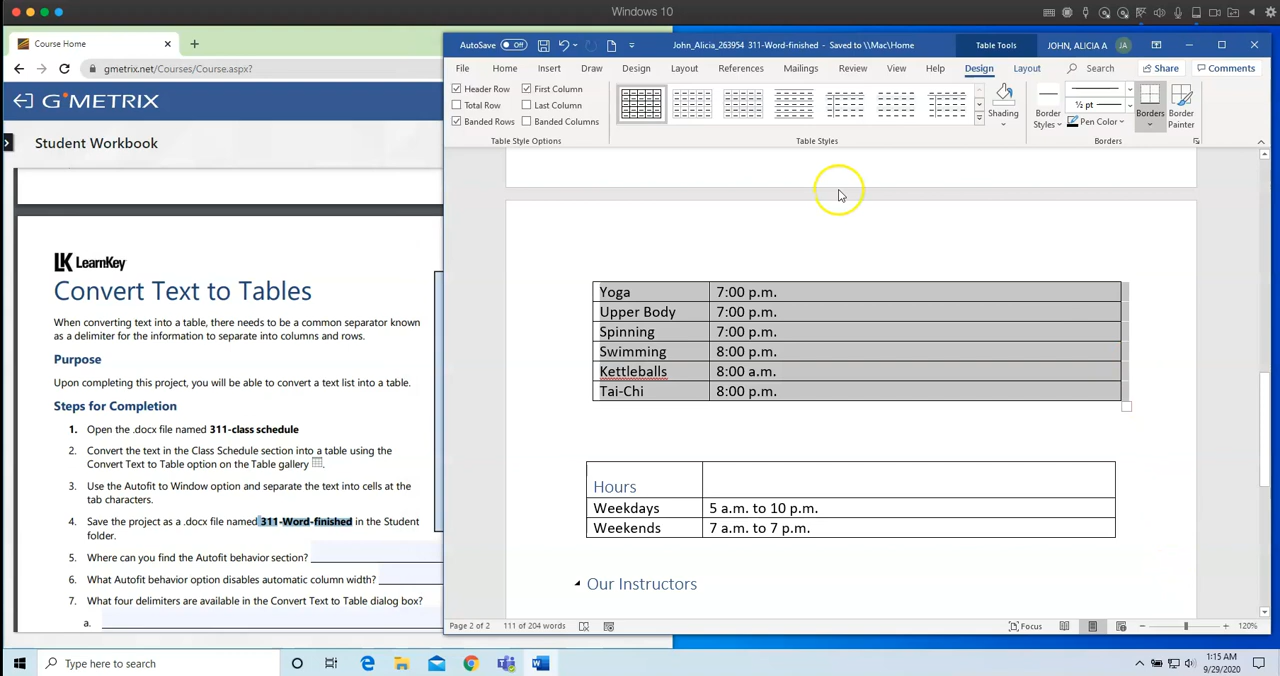 Windows 10
Course Home
gmetrix.net/Courses/Course.aspx?
G METRIX
Student Workbook
LK LearnKey
Convert Text to Tables
When converting text into a table, there needs to be a common separator known
as a delimiter for the information to separate into columns and rows.
Purpose
Upon completing this project, you will be able to convert a text list into a table.
Steps for Completion
1. Open the .docx file named 311-class schedule
2. Convert the text in the Class Schedule section into a table using the
Convert Text to Table option on the Table gallery
3. Use the Autofit to Window option and separate the text into cells at the
tab characters.
4. Save the project as a .docx file named 311-Word-finished in the Student
folder.
5. Where can you find the Autofit behavior section?
6. What Autofit behavior option disables automatic column width?
7. What four delimiters are available in the Convert Text to Table dialog box?
a.
AutoSave Off
John_Alicia_263954 311-Word-finished - Saved to \\Mac\Home
Table Tools
JOHN, ALICIA A JA
File Home Insert Draw Design Layout References Mailings Review View Help Design Layout Search Share Comments
Header Row First Column
Total Row Last Column
Banded Rows Banded Columns
Table Style Options
Table Styles
Shading
Border Styles
½ pt
Pen Color
Borders
Border Painter
Borders
Yoga 7:00 p.m.
Upper Body 7:00 p.m.
Spinning 7:00 p.m.
Swimming 8:00 p.m.
Kettleballs 8:00 a.m.
Tai-Chi 8:00 p.m.
Hours
Weekdays 5 a.m. to 10 p.m.
Weekends 7 a.m. to 7 p.m.
Our Instructors
Page 2 of 2 111 of 204 words
Focus
120%
Type here to search
1:15 AM
9/29/2020